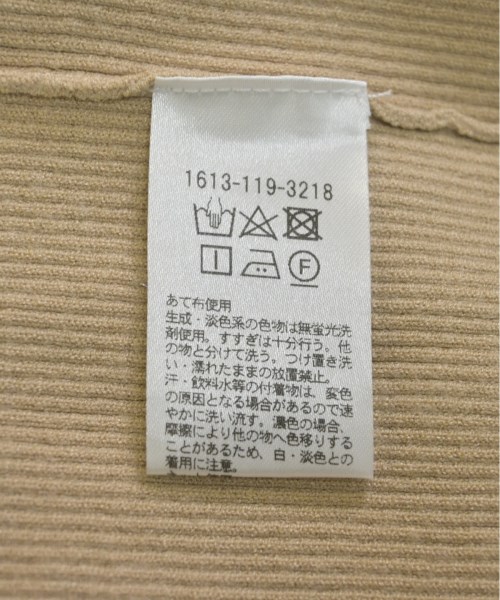 1613-119-3218
F
あて布使用
生成・淡色系の色物は無蛍光洗
剤使用。すすぎは十分行う。他
の物と分けて洗う。つけ置き洗
い・濡れたままの放置禁止。
汗・飲料水等の付着物は、変色
の原因となる場合があるので速
やかに洗い流す。濃色の場合、
摩擦により他の物へ色移りする
ことがあるため、白・淡色との
着用に注意。